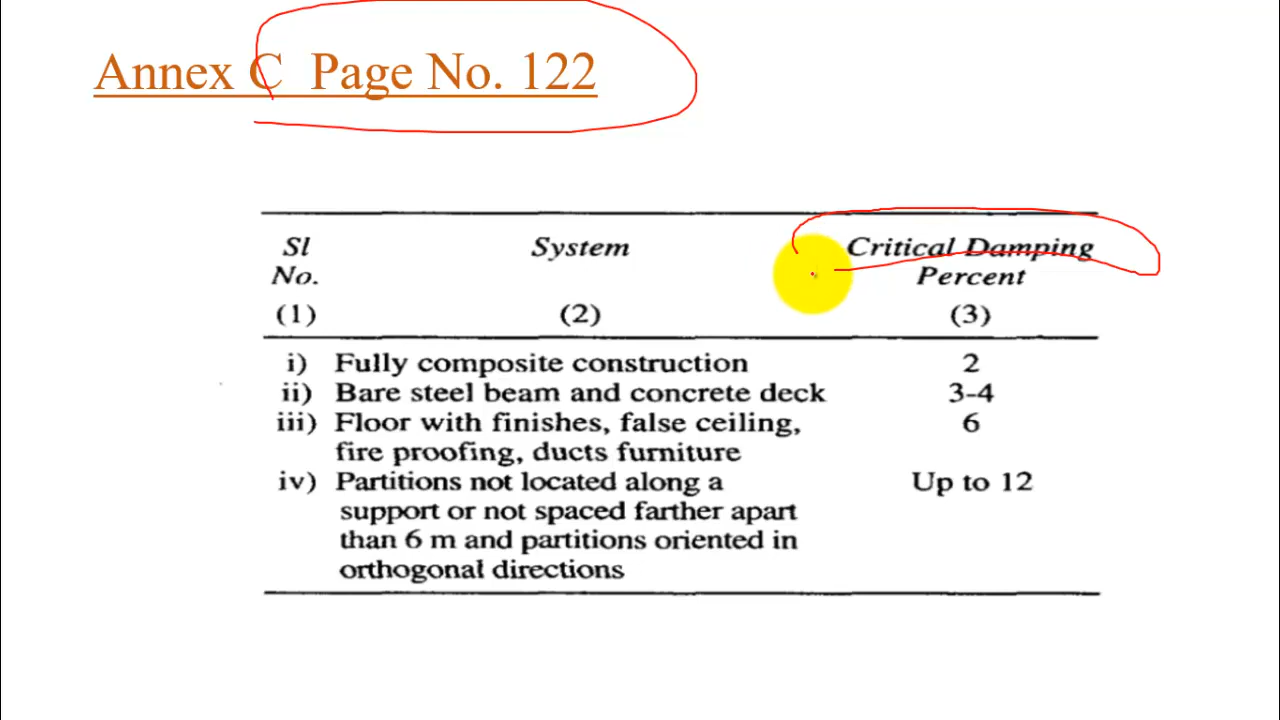 Annex C Page No. 122
Sl System Critical Damping
No. Percent
(1) (2) (3)
i) Fully composite construction 2
ii) Bare steel beam and concrete deck 3-4
iii) Floor with finishes, false ceiling, 6
fire proofing, ducts furniture
iv) Partitions not located along a Up to 12
support or not spaced farther apart
than 6 m and partitions oriented in
orthogonal directions